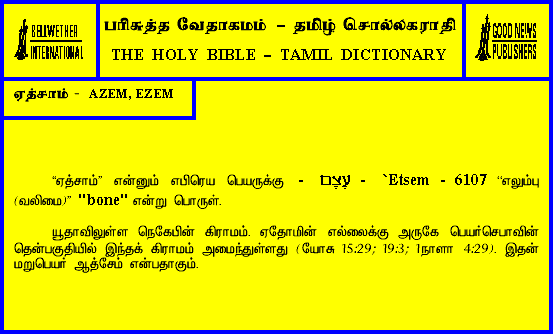 BELLWETHER
INTERNATIONAL
பரிசுத்த வேதாகமம் – தமிழ் சொல்லகராதி
THE HOLY BIBLE – TAMIL DICTIONARY
GOOD NEWS
PUBLISHERS
ஏத்சாம் - AZEM, EZEM
“ஏத்சாம்” என்னும் எபிரெய பெயருக்கு - עָצֶם - `Etsem - 6107 “எலும்பு
(வலிமை)” "bone" என்று பொருள்.
யூதாவிலுள்ள நெகேபின் கிராமம். ஏதோமின் எல்லைக்கு அருகே பெயர்செபாவின்
தென்பகுதியில் இந்தக் கிராமம் அமைந்துள்ளது (யோசு 15:29; 19:3; 1நாளா 4:29). இதன்
மறுபெயர் ஆத்சேம் என்பதாகும்.